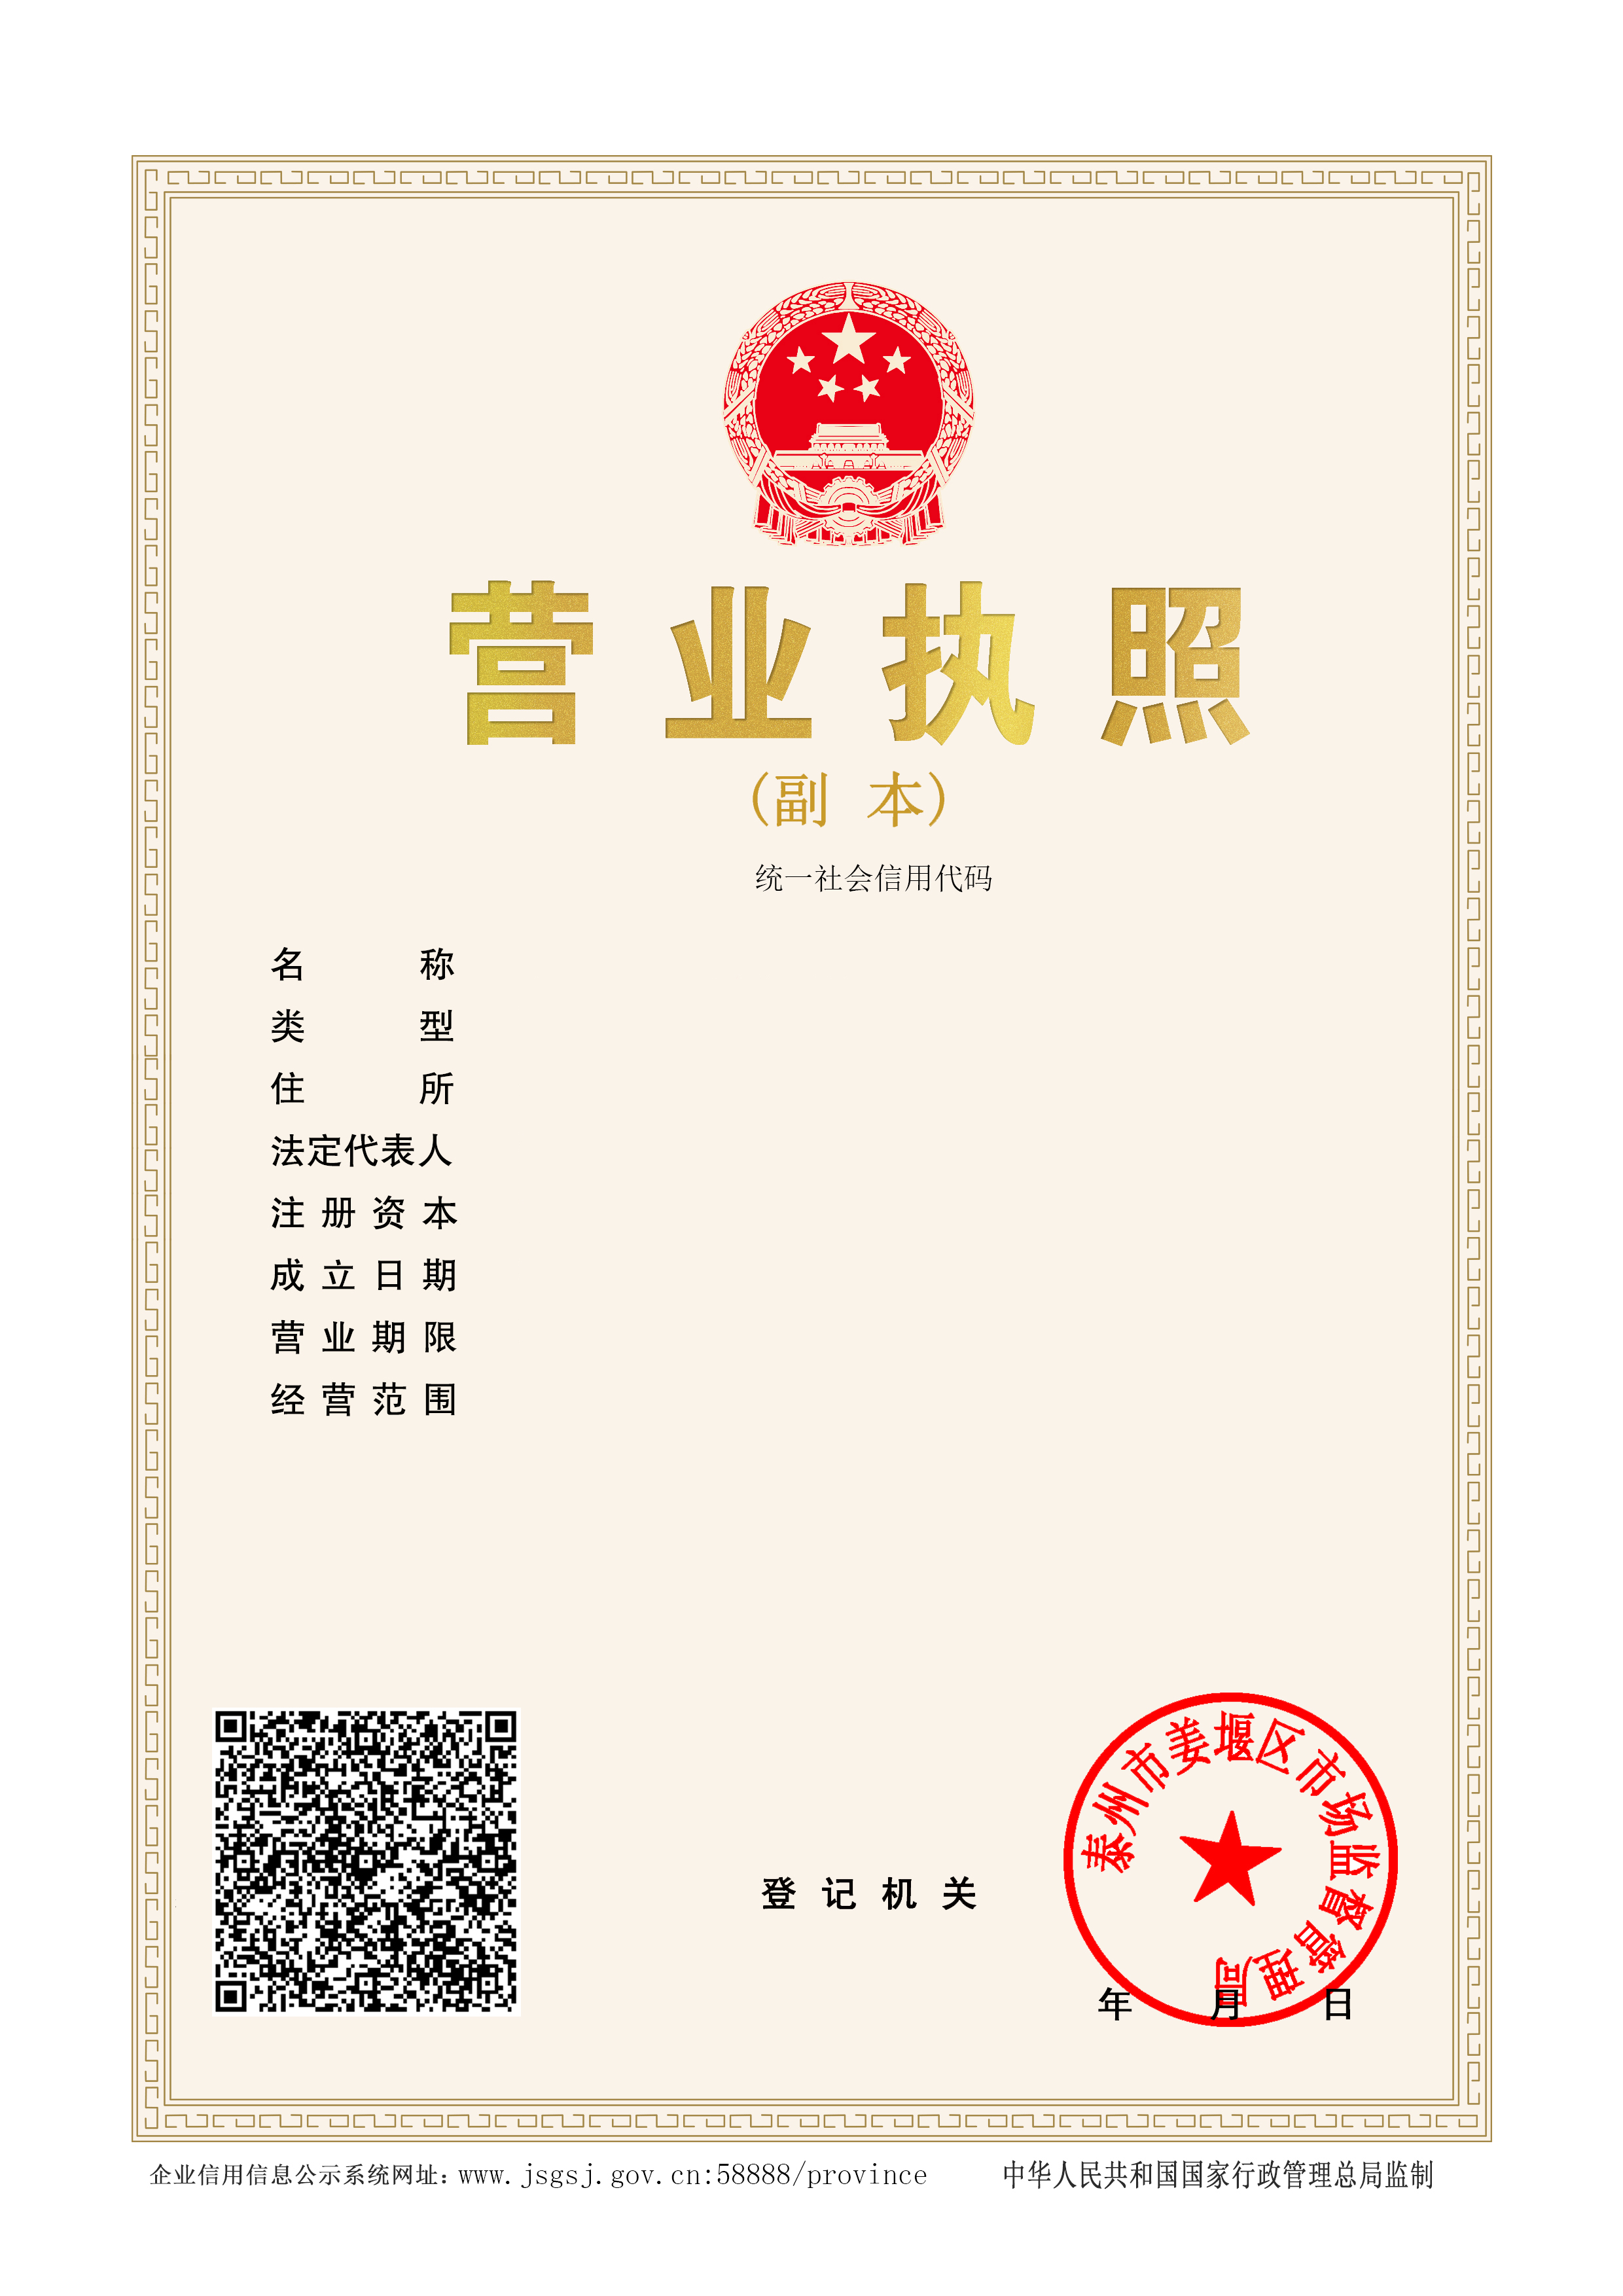 营业执照
(副 本)
统一社会信用代码
名 称
类 型
住 所
法定代表人
注 册 资 本
成 立 日 期
营 业 期 限
经 营 范 围
泰州市姜堰区市场监督管理局
登 记 机 关
年 月 日
企业信用信息公示系统网址：www.jsgsj.gov.cn:58888/province
中华人民共和国国家行政管理总局监制